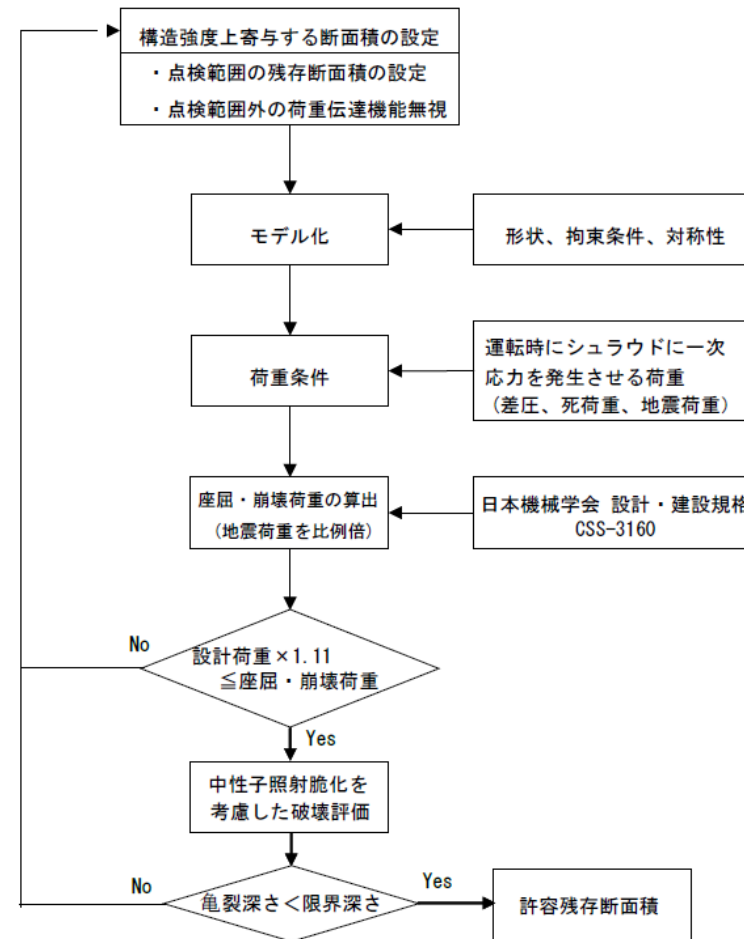 構造強度上寄与する断面積の設定
・点検範囲の残存断面積の設定
・点検範囲外の荷重伝達機能無視
モデル化
形状、拘束条件、対称性
荷重条件
運転時にシュラウドに一次
応力を発生させる荷重
(差圧、死荷重、地震荷重)
座屈・崩壊荷重の算出
(地震荷重を比例倍)
日本機械学会 設計・建設規格
CSS-3160
No
設計荷重×1.11
≦座屈・崩壊荷重
Yes
中性子照射脆化を
考慮した破壊評価
No
亀裂深さ<限界深さ
Yes
許容残存断面積